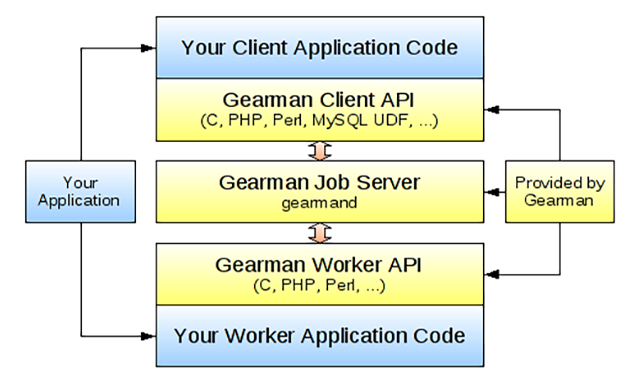 Your Client Application Code
Gearman Client API
(C, PHP, Perl, MySQL UDF, ...)
Your
Application
Gearman Job Server
gearmand
Provided by
Gearman
Gearman Worker API
(C, PHP, Perl, ...)
Your Worker Application Code